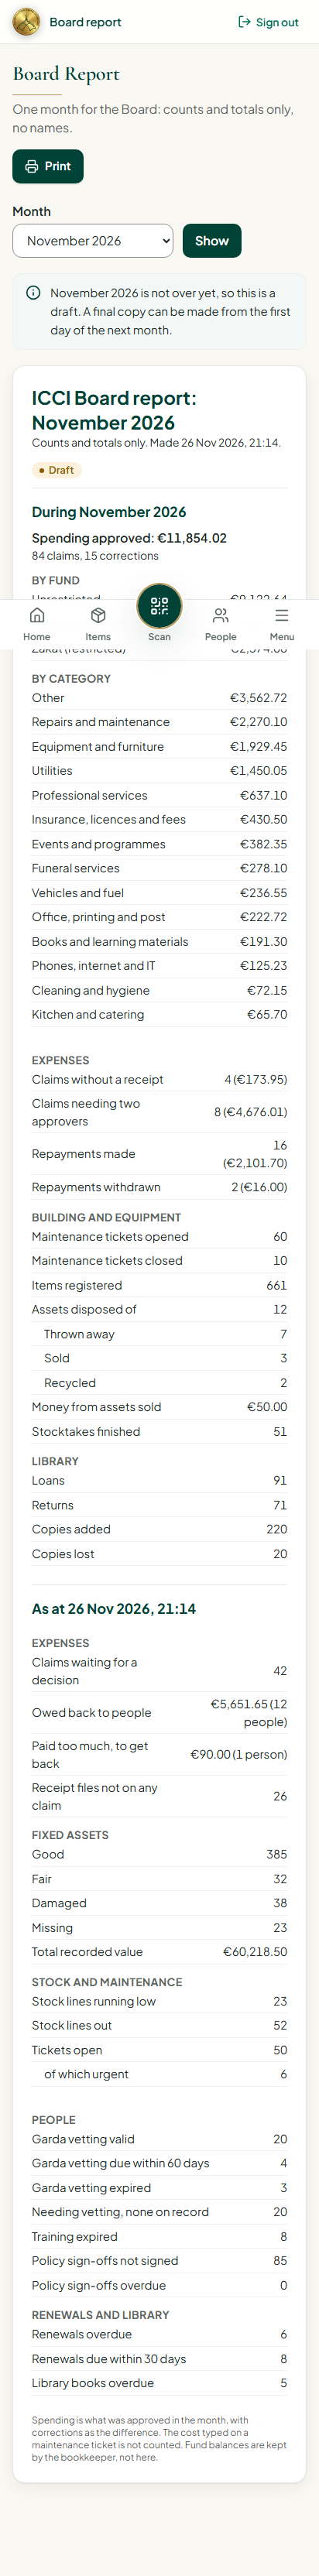 Board report
Sign out
Board Report
One month for the Board: counts and totals only,
no names.
Print
Month
November 2026
Show
November 2026 is not over yet, so this is a
draft. A final copy can be made from the first
day of the next month.
ICCI Board report:
November 2026
Counts and totals only. Made 26 Nov 2026, 21:14.
Draft
During November 2026
Spending approved: €11,854.02
84 claims, 15 corrections
BY FUND
Home
Items
Scan
People
Menu
BY CATEGORY
Other €3,562.72
Repairs and maintenance €2,270.10
Equipment and furniture €1,929.45
Utilities €1,450.05
Professional services €637.10
Insurance, licences and fees €430.50
Events and programmes €382.35
Funeral services €278.10
Vehicles and fuel €236.55
Office, printing and post €222.72
Books and learning materials €191.30
Phones, internet and IT €125.23
Cleaning and hygiene €72.15
Kitchen and catering €65.70
EXPENSES
Claims without a receipt 4 (€173.95)
Claims needing two
approvers 8 (€4,676.01)
Repayments made 16
(€2,101.70)
Repayments withdrawn 2 (€16.00)
BUILDING AND EQUIPMENT
Maintenance tickets opened 60
Maintenance tickets closed 10
Items registered 661
Assets disposed of 12
Thrown away 7
Sold 3
Recycled 2
Money from assets sold €50.00
Stocktakes finished 51
LIBRARY
Loans 91
Returns 71
Copies added 220
Copies lost 20
As at 26 Nov 2026, 21:14
EXPENSES
Claims waiting for a
decision 42
Owed back to people €5,651.65 (12
people)
Paid too much, to get
back €90.00 (1 person)
Receipt files not on any
claim 26
FIXED ASSETS
Good 385
Fair 32
Damaged 38
Missing 23
Total recorded value €60,218.50
STOCK AND MAINTENANCE
Stock lines running low 23
Stock lines out 52
Tickets open 50
of which urgent 6
PEOPLE
Garda vetting valid 20
Garda vetting due within 60 days 4
Garda vetting expired 3
Needing vetting, none on record 20
Training expired 8
Policy sign-offs not signed 85
Policy sign-offs overdue 0
RENEWALS AND LIBRARY
Renewals overdue 6
Renewals due within 30 days 8
Library books overdue 5
Spending is what was approved in the month, with
corrections as the difference. The cost typed on a
maintenance ticket is not counted. Fund balances are kept
by the bookkeeper, not here.